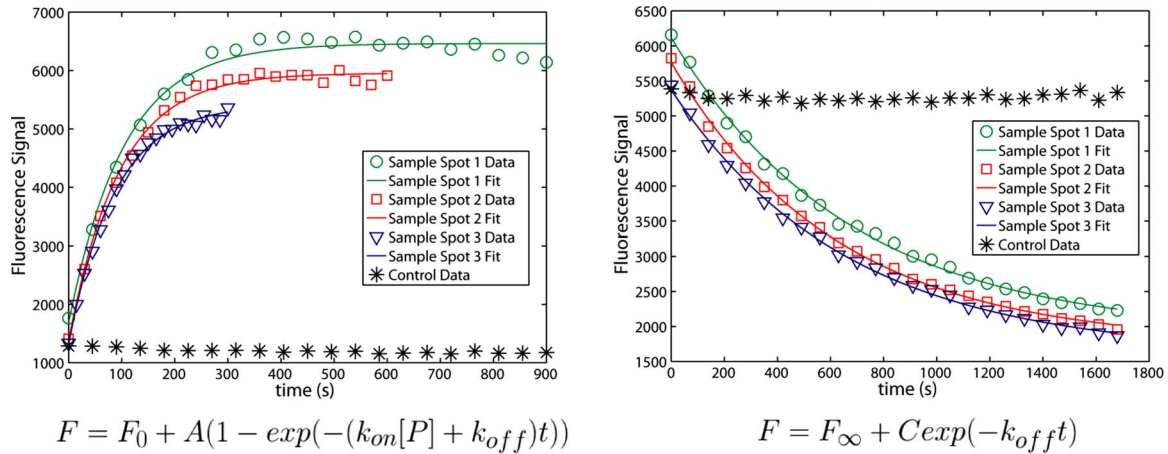 7000
6000
5000
4000
3000
2000
1000
Fluorescence Signal
0 100 200 300 400 500 600 700 800 900
time (s)
Sample Spot 1 Data
Sample Spot 1 Fit
Sample Spot 2 Data
Sample Spot 2 Fit
Sample Spot 3 Data
Sample Spot 3 Fit
Control Data
F = F₀ + A(1 − exp(−(kₒₙ[P] + k_{off})t))
6500
6000
5500
5000
4500
4000
3500
3000
2500
2000
1500
Fluorescence Signal
0 200 400 600 800 1000 1200 1400 1600 1800
time (s)
Sample Spot 1 Data
Sample Spot 1 Fit
Sample Spot 2 Data
Sample Spot 2 Fit
Sample Spot 3 Data
Sample Spot 3 Fit
Control Data
F = F_∞ + Cexp(−k_{off}t)